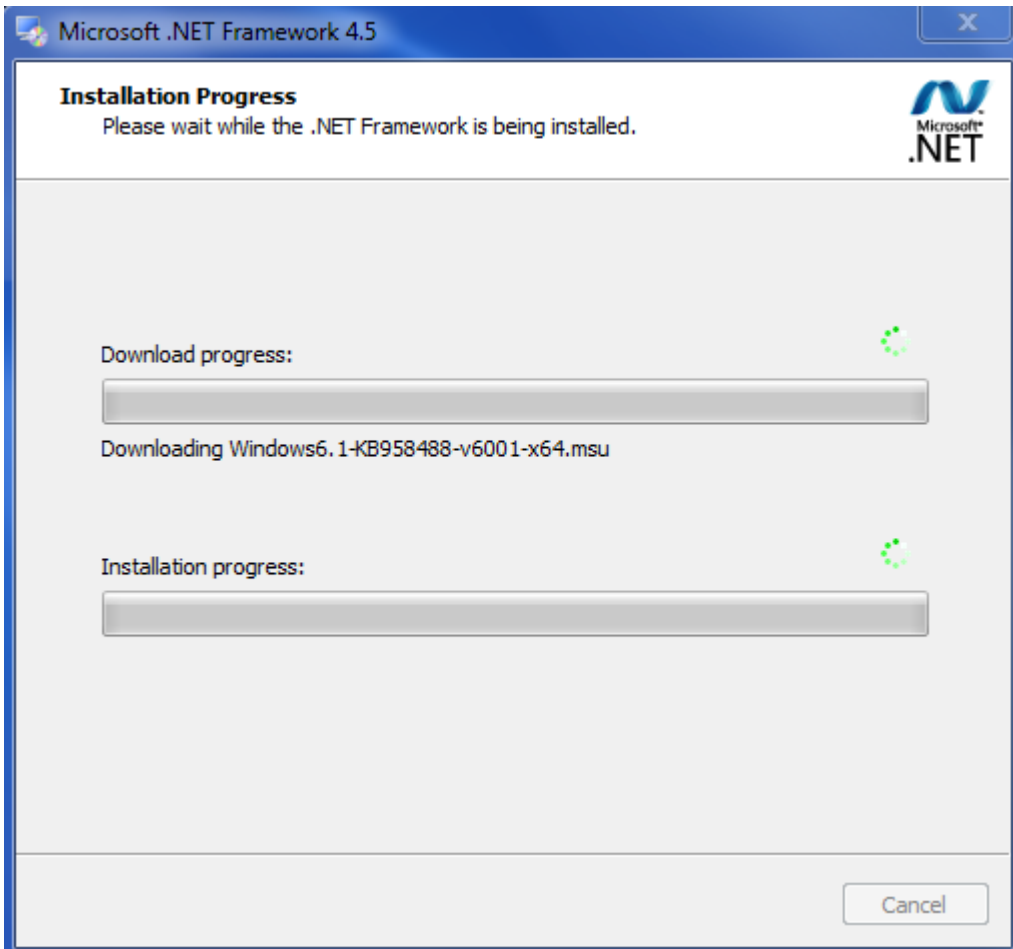 Microsoft .NET Framework 4.5
X
Installation Progress
Please wait while the .NET Framework is being installed.
Microsoft
.NET
Download progress:
Downloading Windows6.1-KB958488-v6001-x64.msu
Installation progress:
Cancel